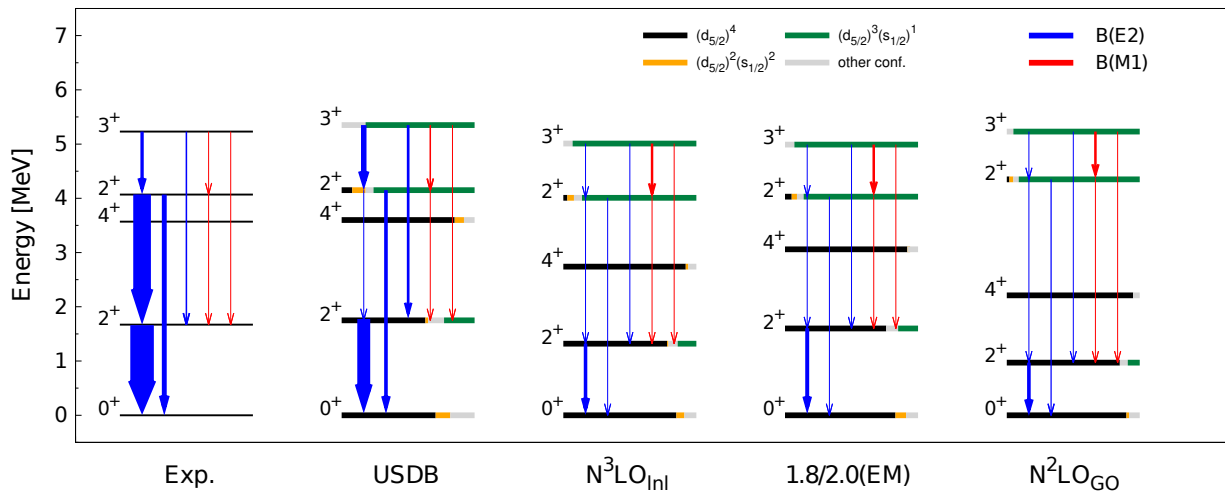 7
6
5
4
3
2
1
0
Energy [MeV]
(d5/2)^4
(d5/2)^2(s1/2)^2
(d5/2)^3(s1/2)^1
other conf.
B(E2)
B(M1)
3+
2+
4+
2+
0+
3+
2+
4+
2+
0+
3+
2+
4+
2+
0+
3+
2+
4+
2+
0+
3+
2+
4+
2+
0+
Exp.
USDB
N^3LO_lnl
1.8/2.0(EM)
N^2LO_GO